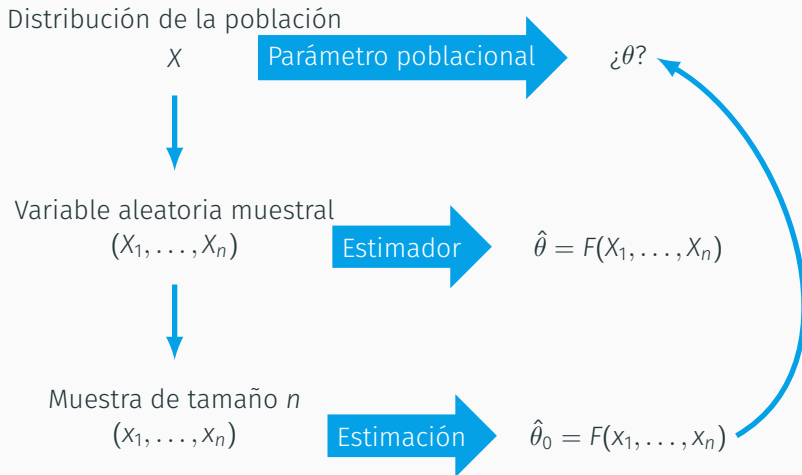 Distribución de la población
X Parámetro poblacional ¿θ?
Variable aleatoria muestral
(X₁, . . . , Xₙ) Estimador θ̂ = F(X₁, . . . , Xₙ)
Muestra de tamaño n
(x₁, . . . , xₙ) Estimación θ̂₀ = F(x₁, . . . , xₙ)